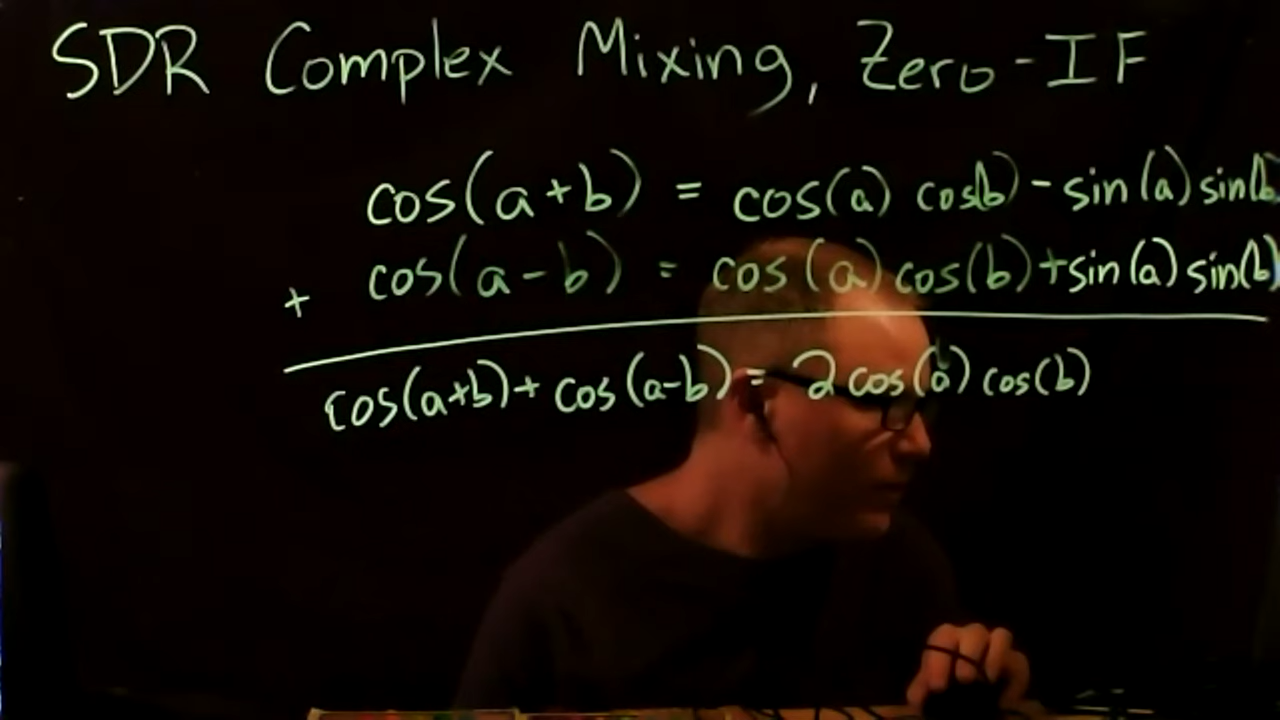 SDR Complex Mixing, Zero-IF
cos(a+b) = cos(a) cos(b) - sin(a) sin(b)
+ cos(a-b) = cos(a) cos(b) + sin(a) sin(b)
cos(a+b) + cos(a-b) = 2 cos(a) cos(b)